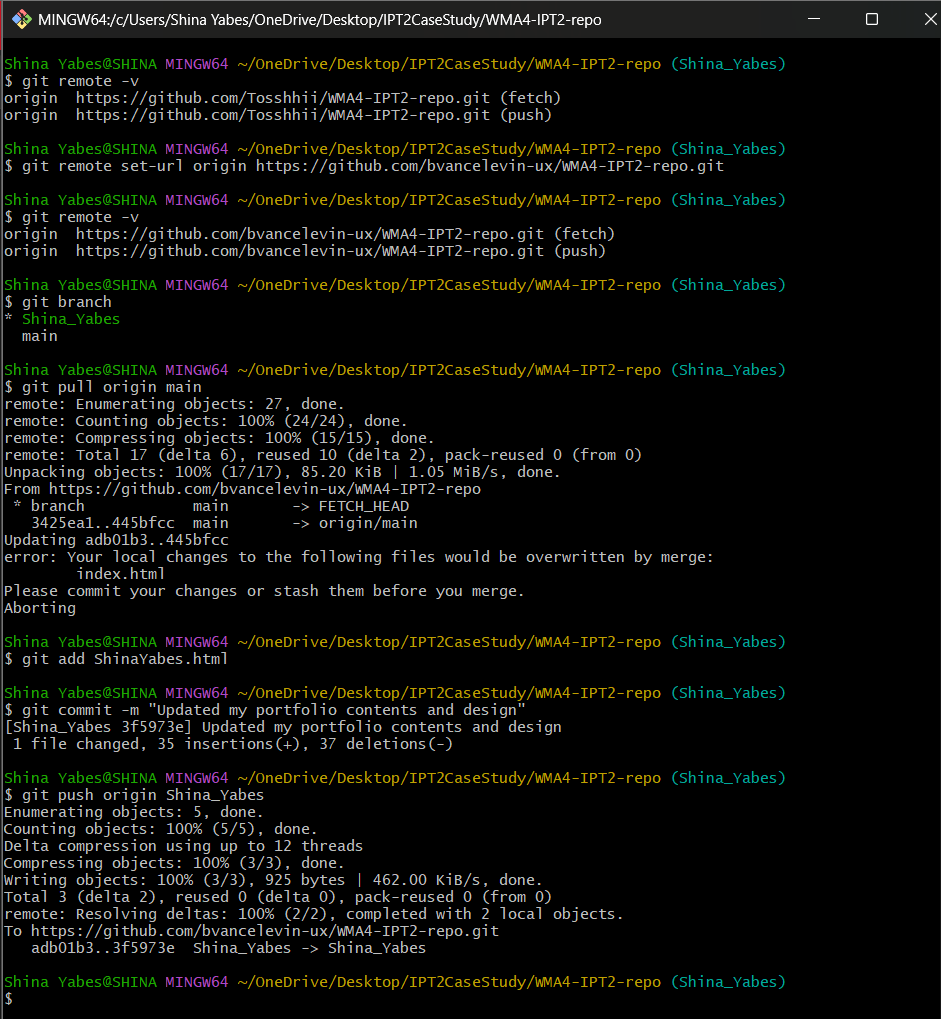 MINGW64:/c/Users/Shina Yabes/OneDrive/Desktop/IPT2CaseStudy/WMA4-IPT2-repo
Shina Yabes@SHINA MINGW64 ~/OneDrive/Desktop/IPT2CaseStudy/WMA4-IPT2-repo (Shina_Yabes)
$ git remote -v
origin  https://github.com/Tosshhii/WMA4-IPT2-repo.git (fetch)
origin  https://github.com/Tosshhii/WMA4-IPT2-repo.git (push)
Shina Yabes@SHINA MINGW64 ~/OneDrive/Desktop/IPT2CaseStudy/WMA4-IPT2-repo (Shina_Yabes)
$ git remote set-url origin https://github.com/bvancelevin-ux/WMA4-IPT2-repo.git
Shina Yabes@SHINA MINGW64 ~/OneDrive/Desktop/IPT2CaseStudy/WMA4-IPT2-repo (Shina_Yabes)
$ git remote -v
origin  https://github.com/bvancelevin-ux/WMA4-IPT2-repo.git (fetch)
origin  https://github.com/bvancelevin-ux/WMA4-IPT2-repo.git (push)
Shina Yabes@SHINA MINGW64 ~/OneDrive/Desktop/IPT2CaseStudy/WMA4-IPT2-repo (Shina_Yabes)
$ git branch
* Shina_Yabes
  main
Shina Yabes@SHINA MINGW64 ~/OneDrive/Desktop/IPT2CaseStudy/WMA4-IPT2-repo (Shina_Yabes)
$ git pull origin main
remote: Enumerating objects: 27, done.
remote: Counting objects: 100% (24/24), done.
remote: Compressing objects: 100% (15/15), done.
remote: Total 17 (delta 6), reused 10 (delta 2), pack-reused 0 (from 0)
Unpacking objects: 100% (17/17), 85.20 KiB | 1.05 MiB/s, done.
From https://github.com/bvancelevin-ux/WMA4-IPT2-repo
 * branch            main       -> FETCH_HEAD
   3425ea1..445bfcc  main       -> origin/main
Updating adb01b3..445bfcc
error: Your local changes to the following files would be overwritten by merge:
        index.html
Please commit your changes or stash them before you merge.
Aborting
Shina Yabes@SHINA MINGW64 ~/OneDrive/Desktop/IPT2CaseStudy/WMA4-IPT2-repo (Shina_Yabes)
$ git add ShinaYabes.html
Shina Yabes@SHINA MINGW64 ~/OneDrive/Desktop/IPT2CaseStudy/WMA4-IPT2-repo (Shina_Yabes)
$ git commit -m "Updated my portfolio contents and design"
[Shina_Yabes 3f5973e] Updated my portfolio contents and design
 1 file changed, 35 insertions(+), 37 deletions(-)
Shina Yabes@SHINA MINGW64 ~/OneDrive/Desktop/IPT2CaseStudy/WMA4-IPT2-repo (Shina_Yabes)
$ git push origin Shina_Yabes
Enumerating objects: 5, done.
Counting objects: 100% (5/5), done.
Delta compression using up to 12 threads
Compressing objects: 100% (3/3), done.
Writing objects: 100% (3/3), 925 bytes | 462.00 KiB/s, done.
Total 3 (delta 2), reused 0 (delta 0), pack-reused 0 (from 0)
remote: Resolving deltas: 100% (2/2), completed with 2 local objects.
To https://github.com/bvancelevin-ux/WMA4-IPT2-repo.git
   adb01b3..3f5973e  Shina_Yabes -> Shina_Yabes
Shina Yabes@SHINA MINGW64 ~/OneDrive/Desktop/IPT2CaseStudy/WMA4-IPT2-repo (Shina_Yabes)
$